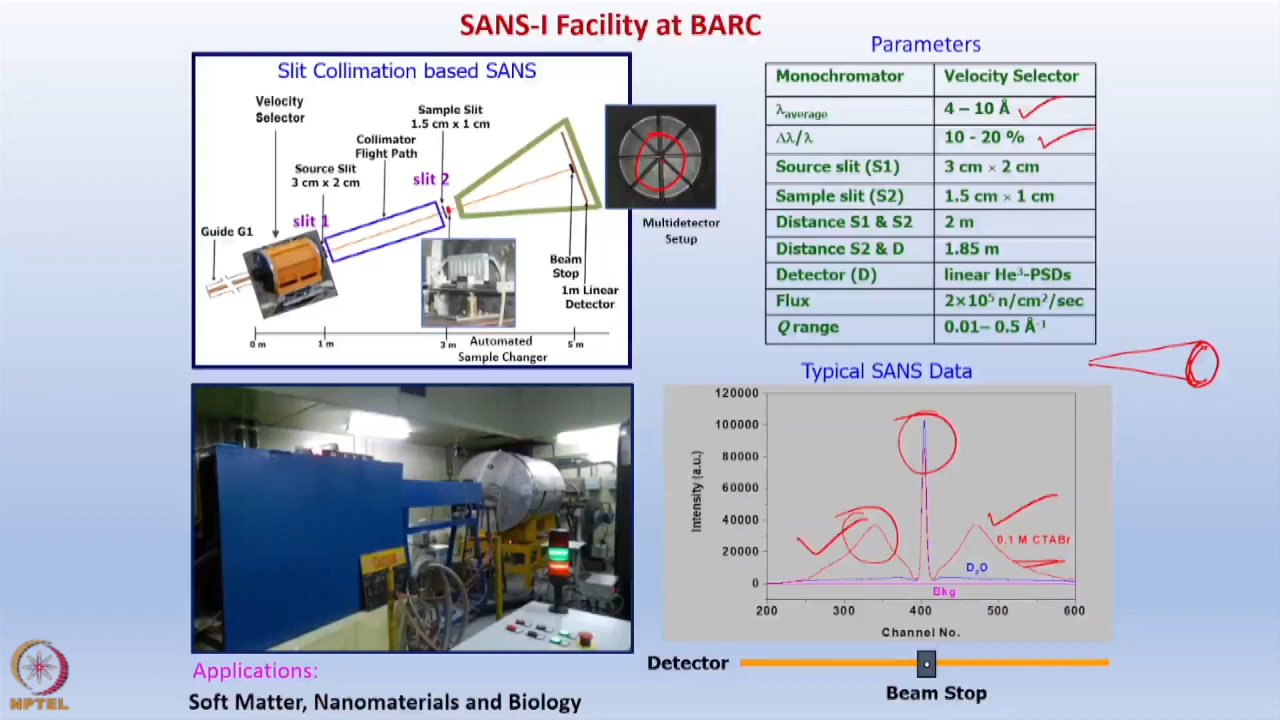 SANS-I Facility at BARC
Slit Collimation based SANS
Velocity
Selector
Sample Slit
1.5 cm x 1 cm
Collimator
Flight Path
Source Slit
3 cm x 2 cm
slit 2
slit 1
Guide G1
Beam
Stop
1m Linear
Detector
0 m
1 m
3 m
5 m
Automated
Sample Changer
Multidetector
Setup
Parameters
Monochromator Velocity Selector
λaverage 4 – 10 Å
Δλ/λ 10 - 20 %
Source slit (S1) 3 cm × 2 cm
Sample slit (S2) 1.5 cm × 1 cm
Distance S1 & S2 2 m
Distance S2 & D 1.85 m
Detector (D) linear He³-PSDs
Flux 2×10⁵ n/cm²/sec
Q range 0.01– 0.5 Å⁻¹
Typical SANS Data
Intensity (a.u.)
120000
100000
80000
60000
40000
20000
0
0.1 M CTABr
D₂O
Bkg
200 300 400 500 600
Channel No.
Detector
Beam Stop
Applications:
Soft Matter, Nanomaterials and Biology
NPTEL